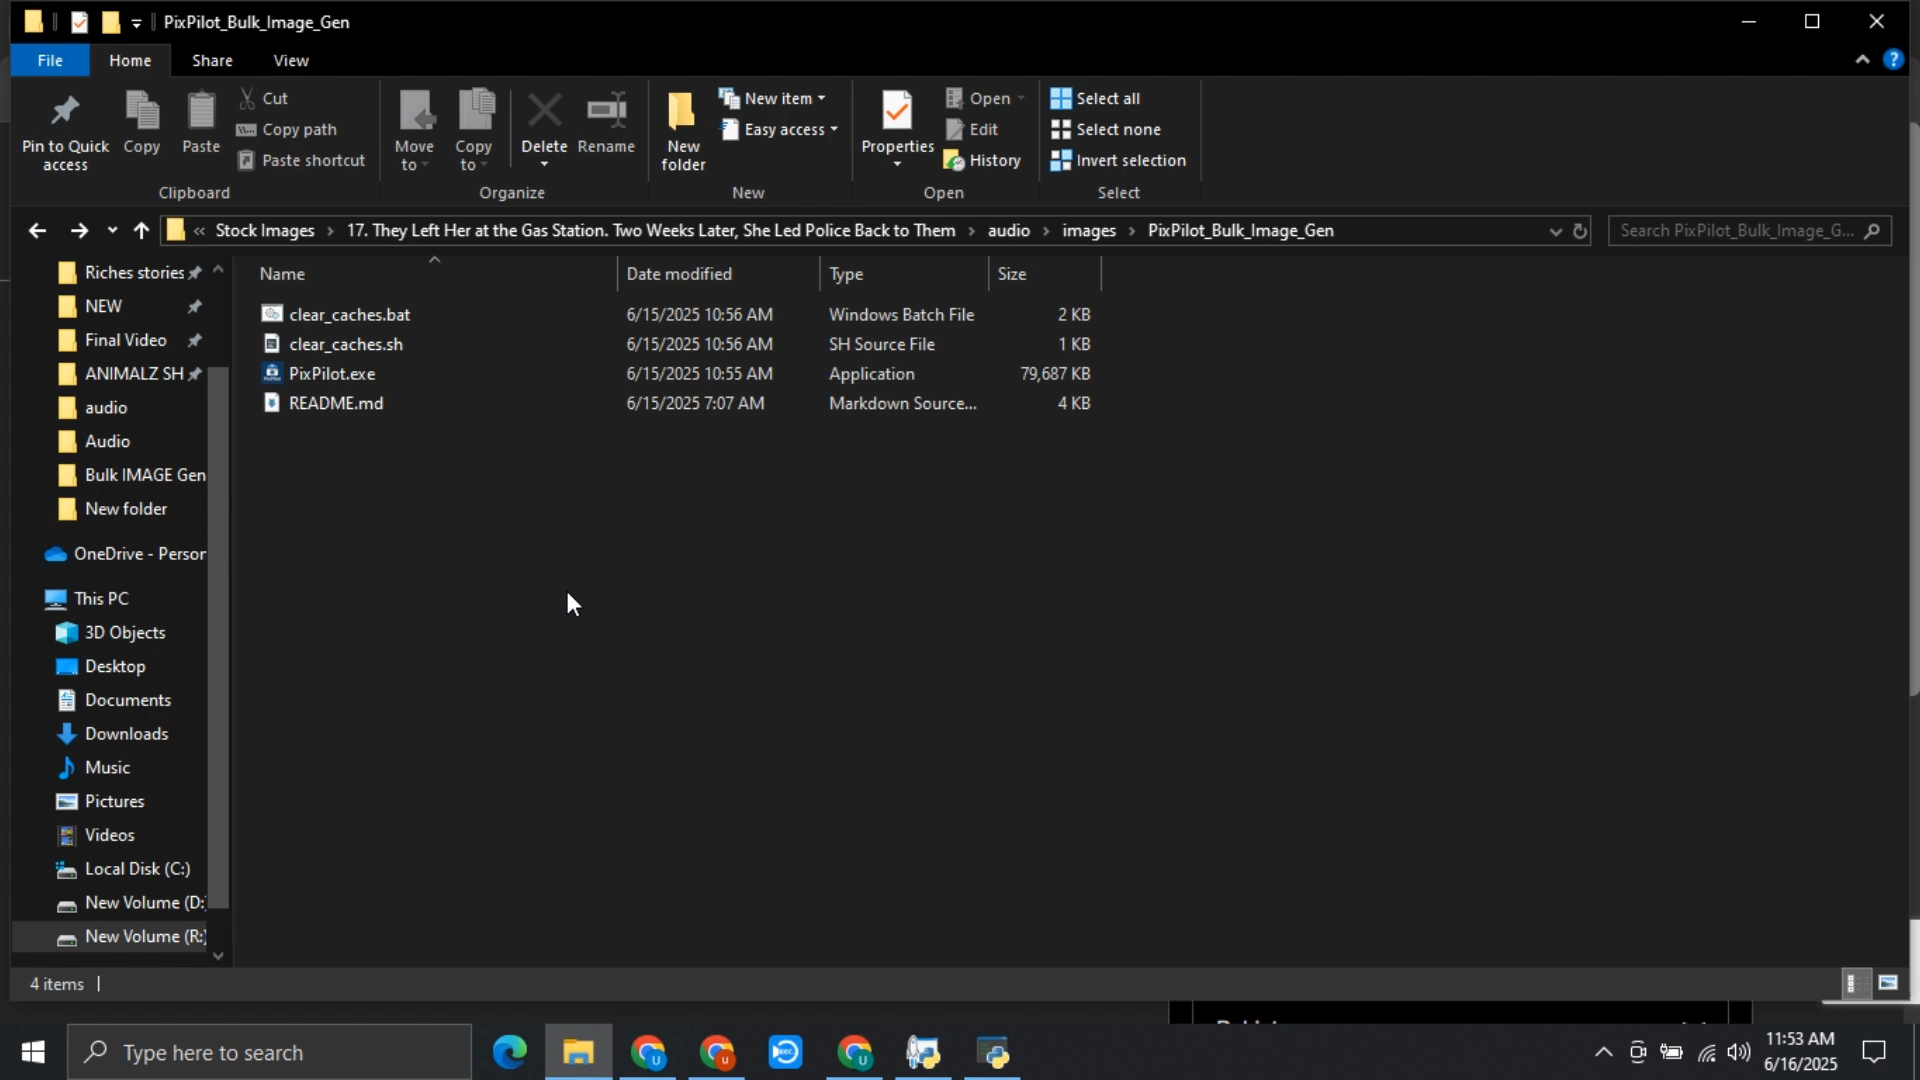 PixPilot_Bulk_Image_Gen
File Home Share View
Pin to Quick access
Copy
Paste
Cut
Copy path
Paste shortcut
Clipboard
Move to
Copy to
Delete
Rename
Organize
New folder
New item
Easy access
New
Properties
Open
Edit
History
Open
Select all
Select none
Invert selection
Select
« Stock Images › 17. They Left Her at the Gas Station. Two Weeks Later, She Led Police Back to Them › audio › images › PixPilot_Bulk_Image_Gen
Search PixPilot_Bulk_Image_G...
Riches stories
NEW
Final Video
ANIMALZ SH
audio
Audio
Bulk IMAGE Gen
New folder
OneDrive - Person
This PC
3D Objects
Desktop
Documents
Downloads
Music
Pictures
Videos
Local Disk (C:)
New Volume (D:)
New Volume (R:)
Name Date modified Type Size
clear_caches.bat 6/15/2025 10:56 AM Windows Batch File 2 KB
clear_caches.sh 6/15/2025 10:56 AM SH Source File 1 KB
PixPilot.exe 6/15/2025 10:55 AM Application 79,687 KB
README.md 6/15/2025 7:07 AM Markdown Source... 4 KB
4 items
Type here to search
11:53 AM
6/16/2025